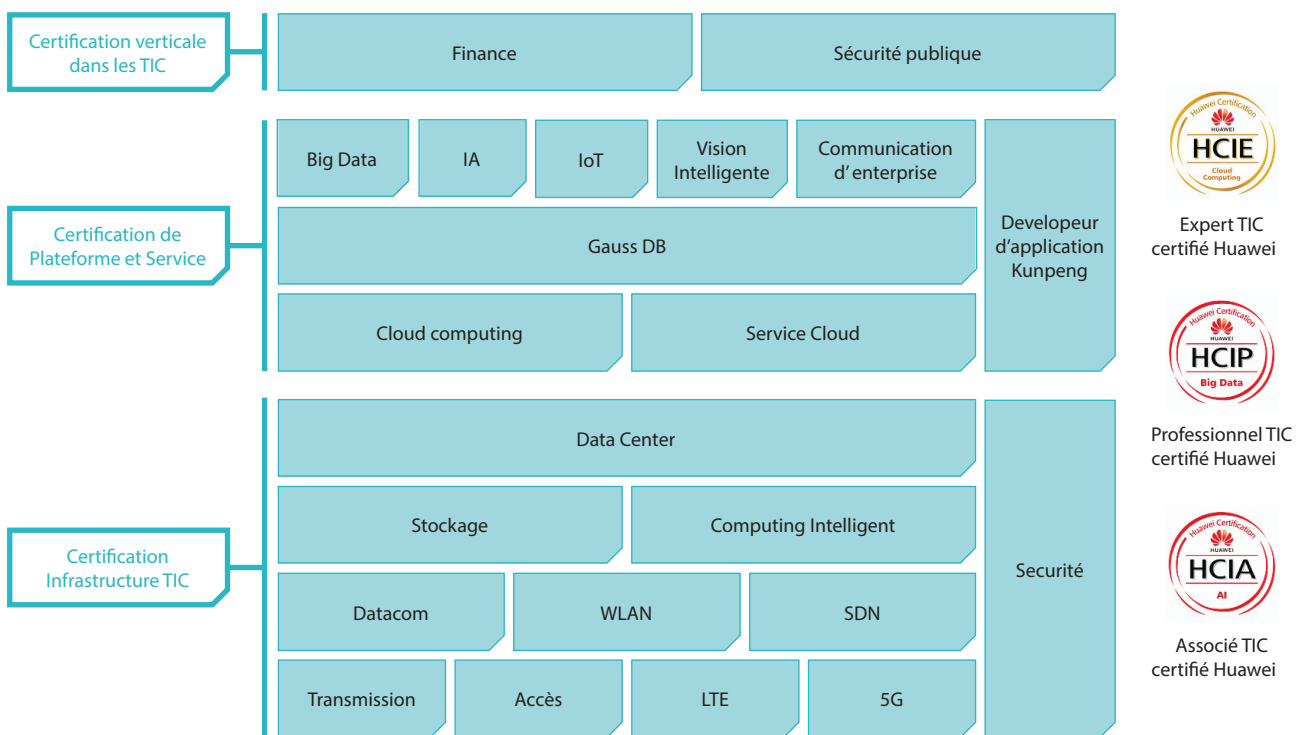 Certification verticale
dans les TIC
Finance
Sécurité publique
Certification de
Plateforme et Service
Big Data
IA
IoT
Vision
Intelligente
Communication
d'enterprise
Gauss DB
Cloud computing
Service Cloud
Developeur
d'application
Kunpeng
Certification
Infrastructure TIC
Data Center
Stockage
Computing Intelligent
Datacom
WLAN
SDN
Transmission
Accès
LTE
5G
Securité
Huawei Certification
HUAWEI
HCIE
Cloud
Computing
Expert TIC
certifié Huawei
Huawei Certification
HUAWEI
HCIP
Big Data
Professionnel TIC
certifié Huawei
Huawei Certification
HUAWEI
HCIA
AI
Associé TIC
certifié Huawei